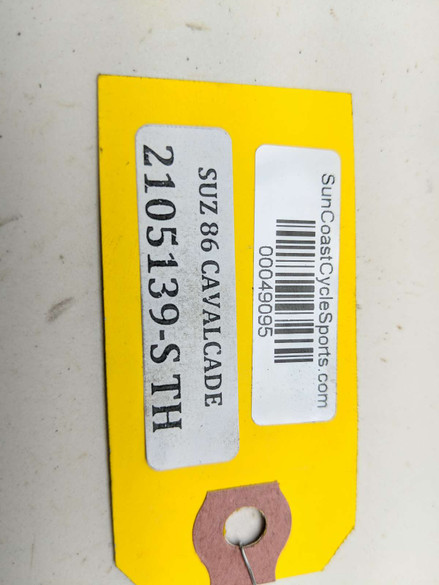 SunCoastCycleSports.com
00049095
SUZ 86 CAVALCADE
2105139-S TH